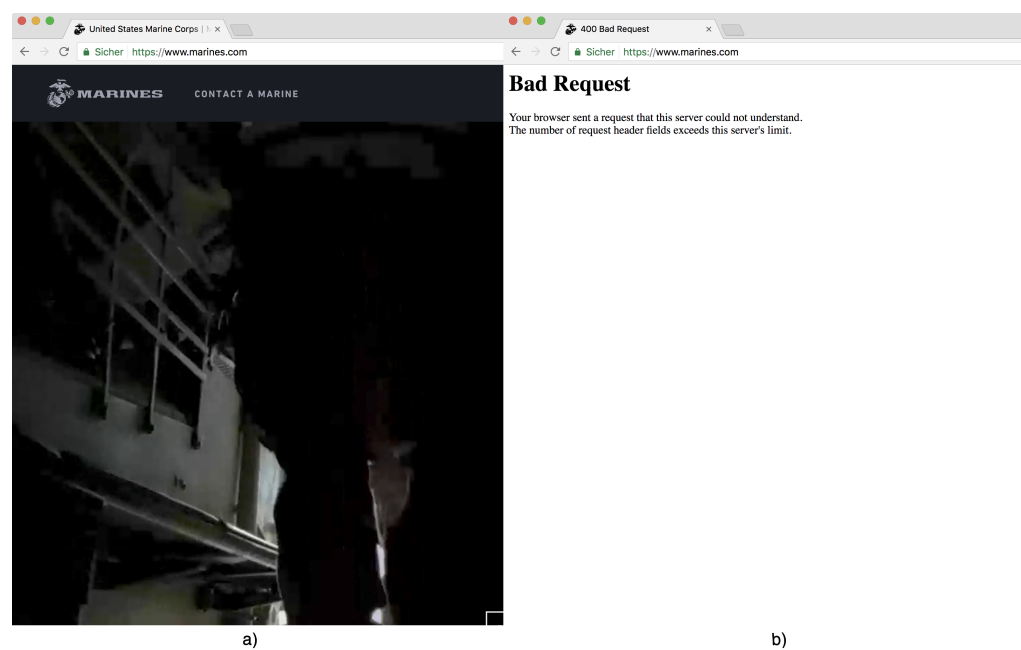 United States Marine Corps |
Sicher https://www.marines.com
MARINES
CONTACT A MARINE
a)
400 Bad Request
Sicher https://www.marines.com
Bad Request
Your browser sent a request that this server could not understand.
The number of request header fields exceeds this server's limit.
b)